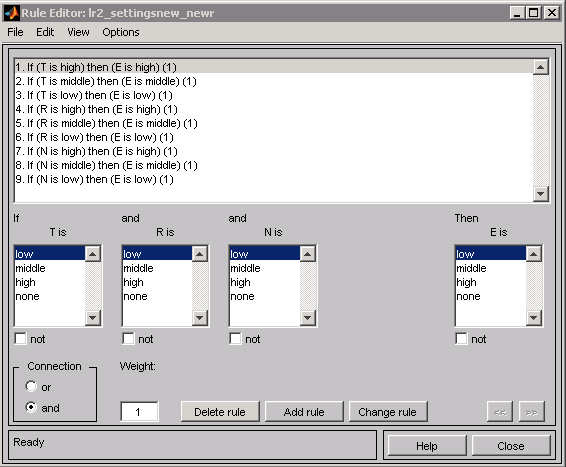 Rule Editor: lr2_settingsnew_newr
File Edit View Options
1. If (T is high) then (E is high) (1)
2. If (T is middle) then (E is middle) (1)
3. If (T is low) then (E is low) (1)
4. If (R is high) then (E is high) (1)
5. If (R is middle) then (E is middle) (1)
6. If (R is low) then (E is low) (1)
7. If (N is high) then (E is high) (1)
8. If (N is middle) then (E is middle) (1)
9. If (N is low) then (E is low) (1)
If and and Then
T is R is N is E is
low low low low
middle middle middle middle
high high high high
none none none none
not not not not
Connection Weight:
or
and 1 Delete rule Add rule Change rule << >>
Ready Help Close